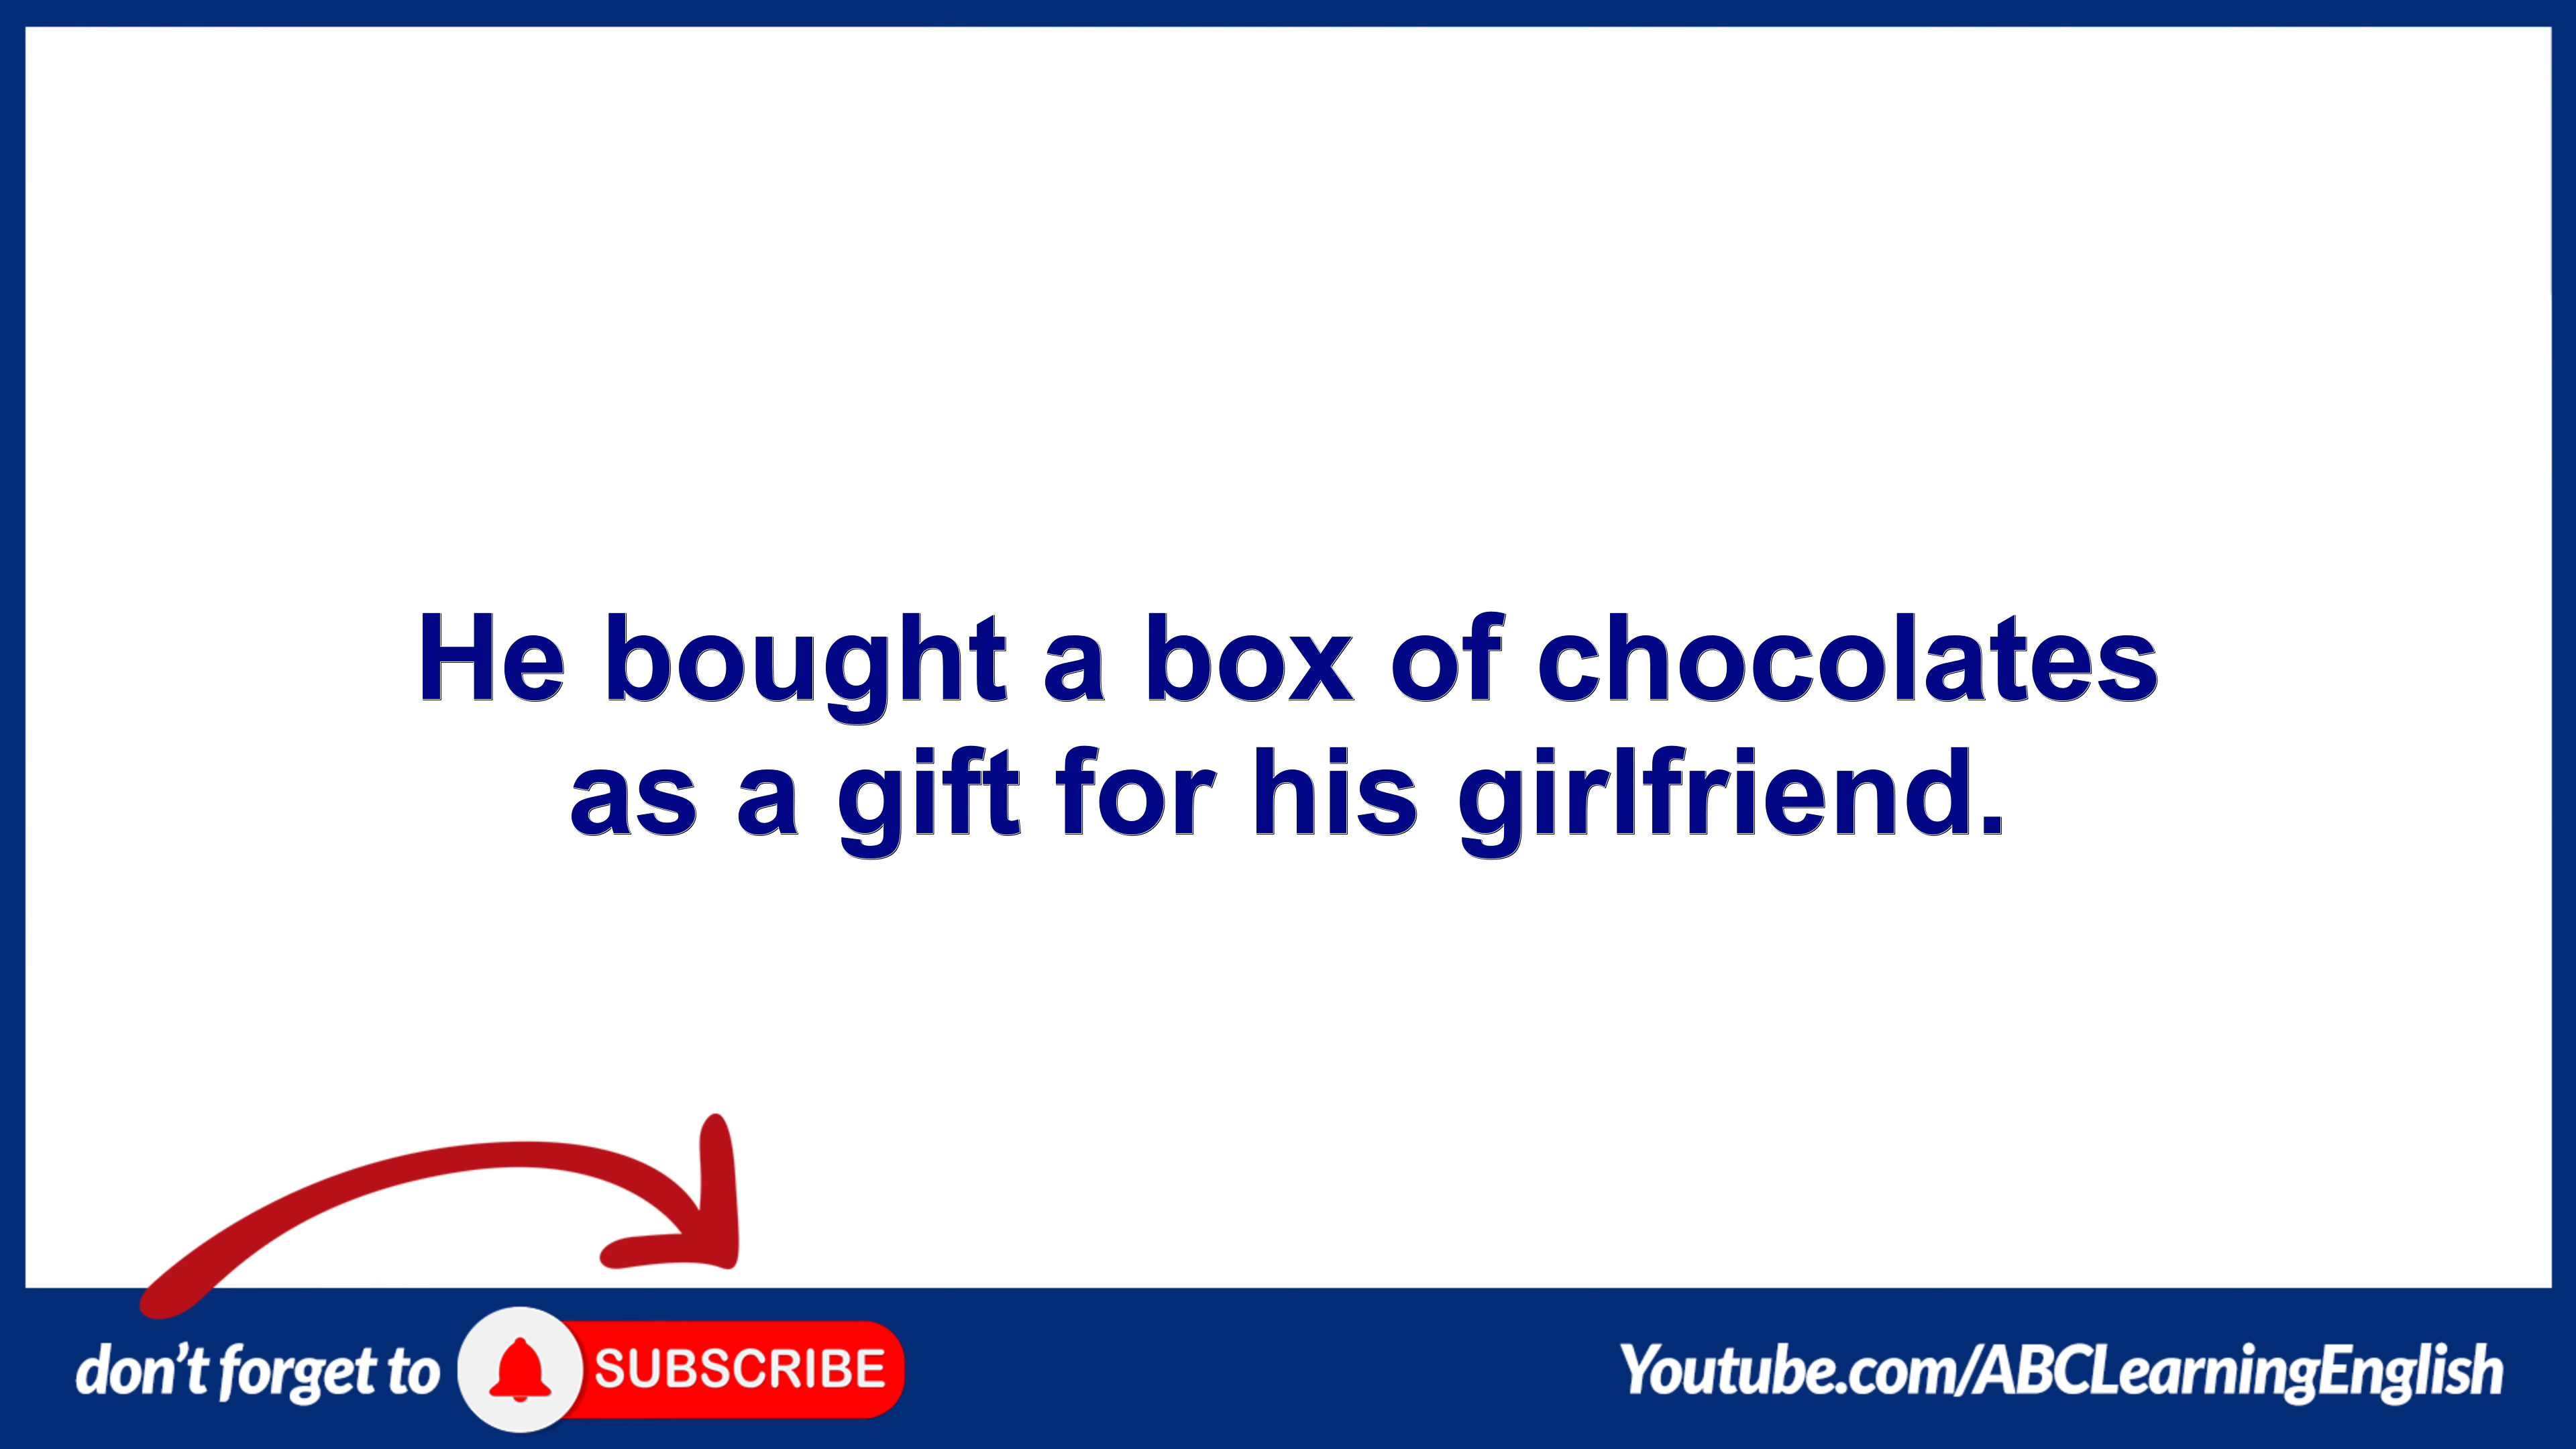 He bought a box of chocolates
as a gift for his girlfriend.
don't forget to SUBSCRIBE
Youtube.com/ABCLearningEnglish